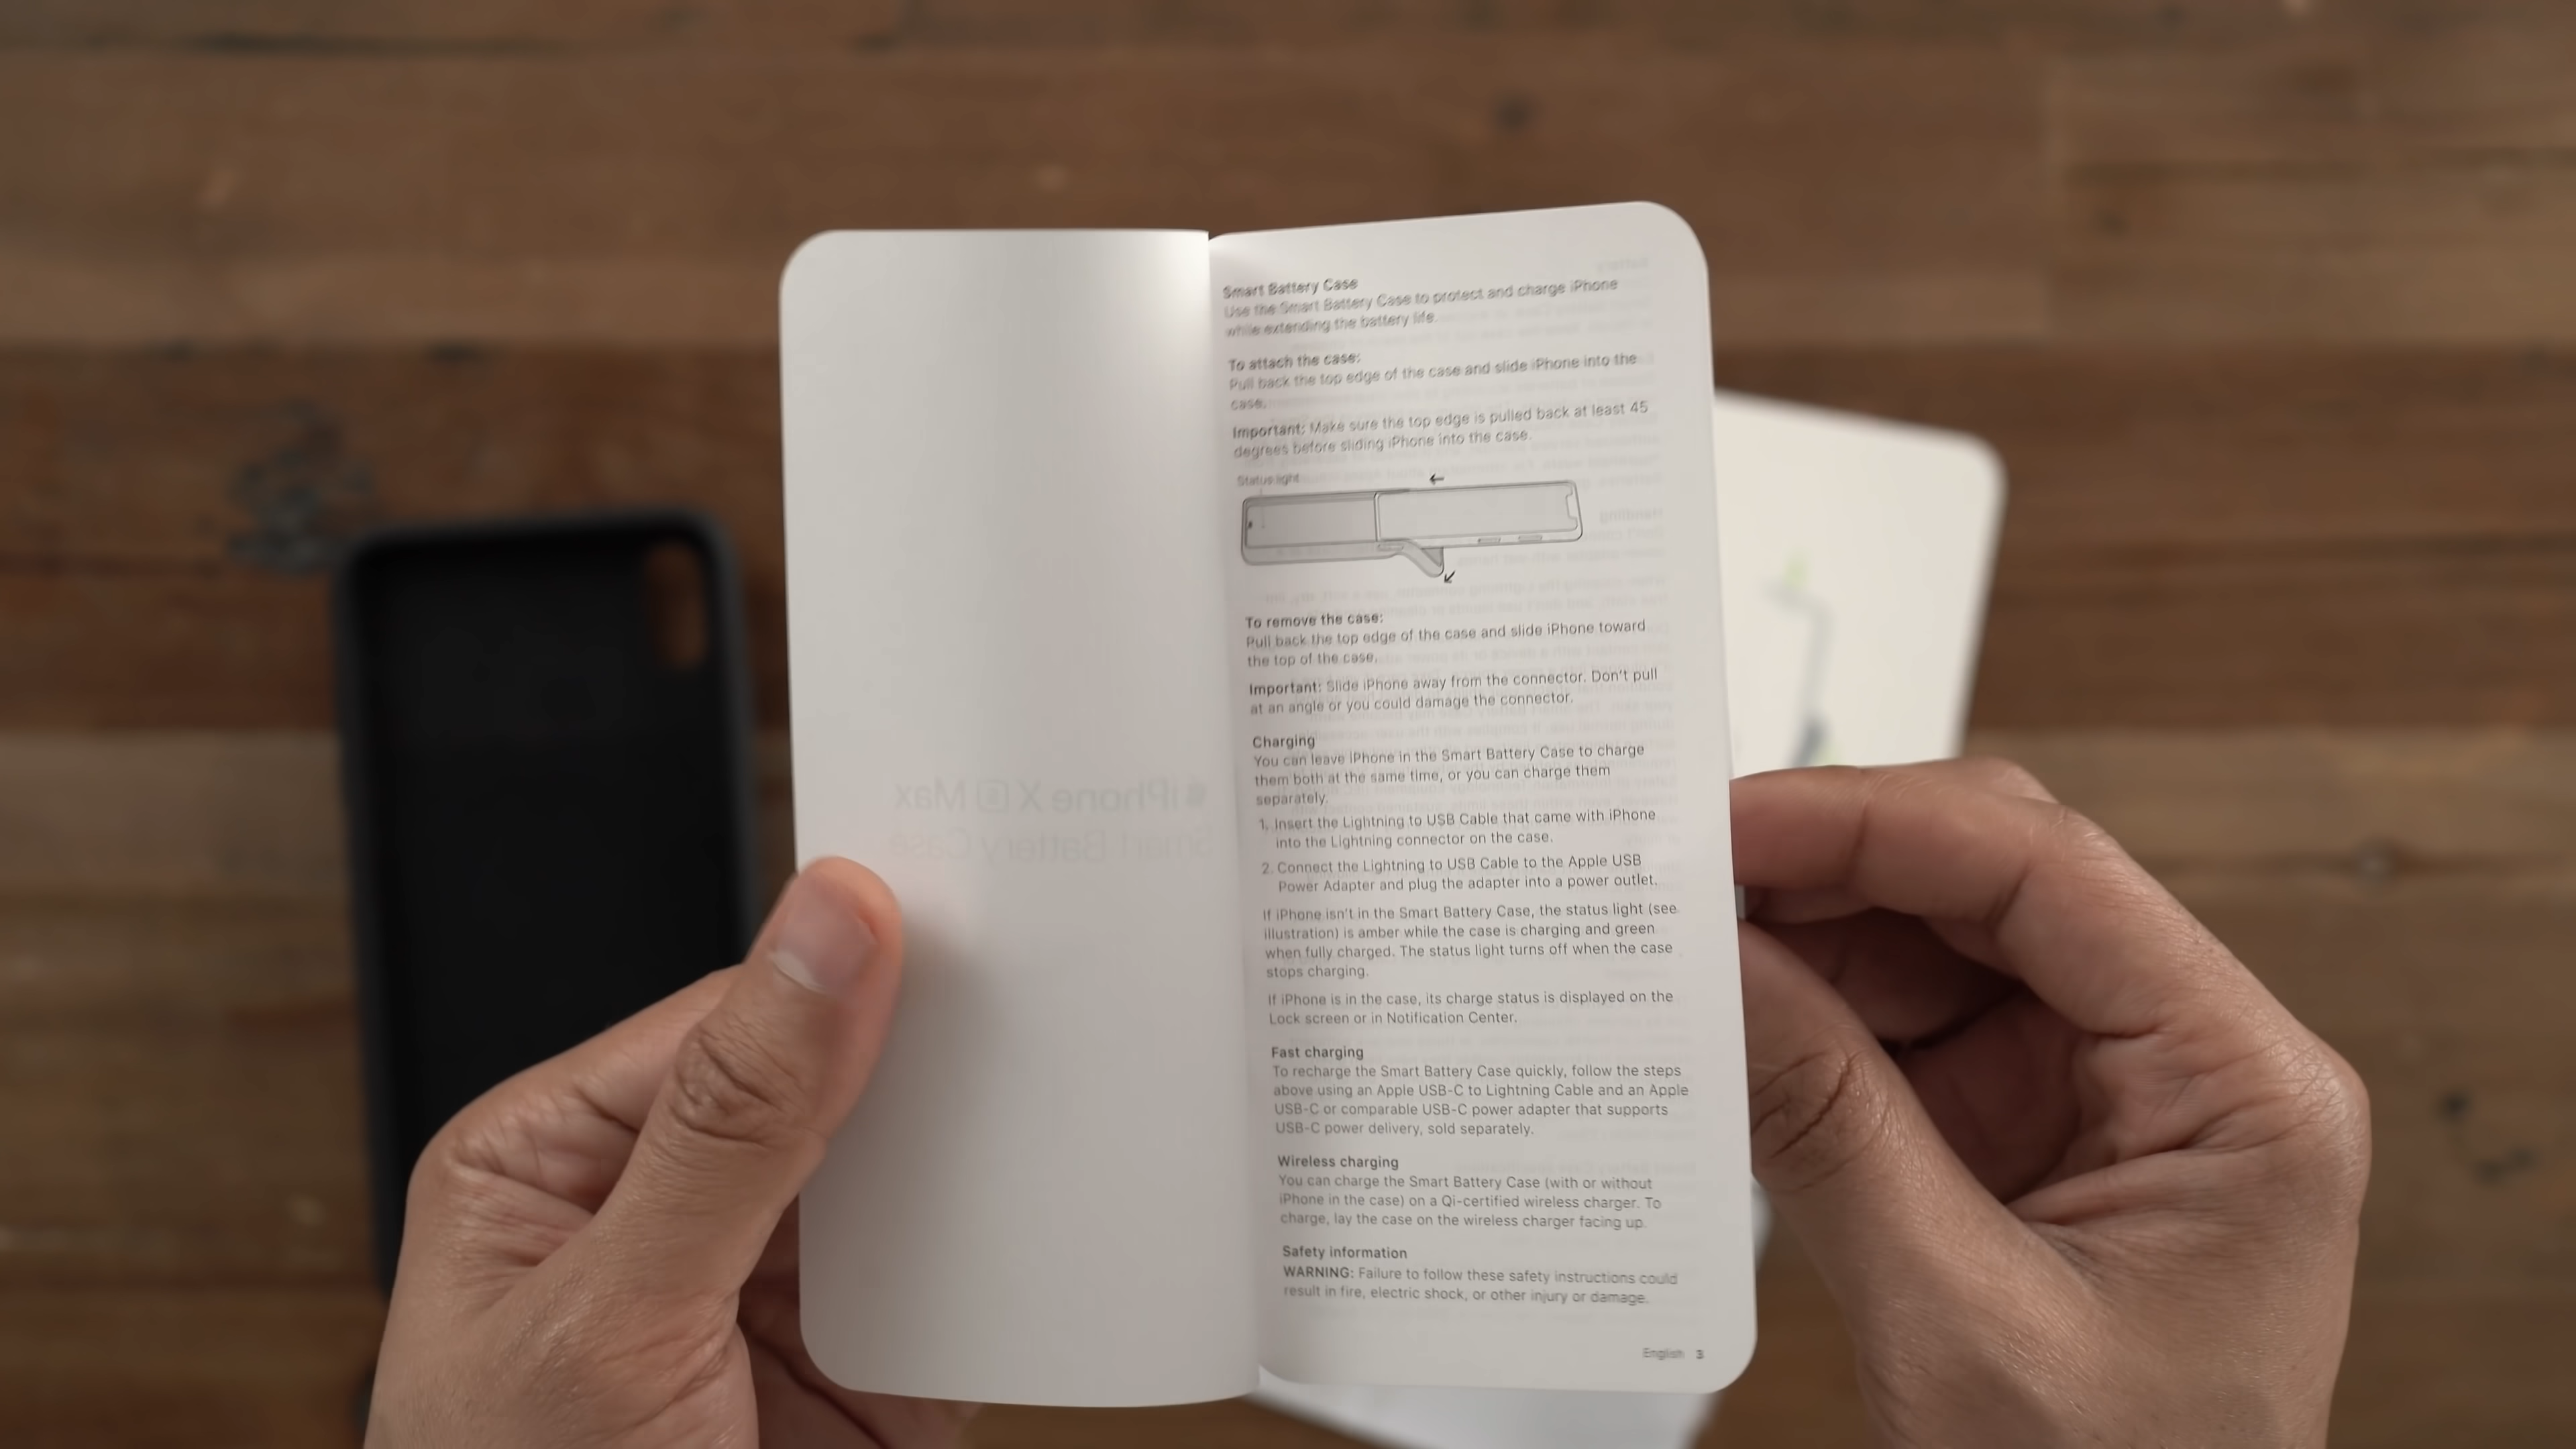 Smart Battery Case
Use the Smart Battery Case to protect and charge iPhone
while extending the battery life.
To attach the case:
Pull back the top edge of the case and slide iPhone into the
case.
Important: Make sure the top edge is pulled back at least 45
degrees before sliding iPhone into the case.
Status light
To remove the case:
Pull back the top edge of the case and slide iPhone toward
the top of the case.
Important: Slide iPhone away from the connector. Don't pull
at an angle or you could damage the connector.
Charging
You can leave iPhone in the Smart Battery Case to charge
them both at the same time, or you can charge them
separately.
1. Insert the Lightning to USB Cable that came with iPhone
into the Lightning connector on the case.
2. Connect the Lightning to USB Cable to the Apple USB
Power Adapter and plug the adapter into a power outlet.
If iPhone isn't in the Smart Battery Case, the status light (see
illustration) is amber while the case is charging and green
when fully charged. The status light turns off when the case
stops charging.
If iPhone is in the case, its charge status is displayed on the
Lock screen or in Notification Center.
Fast charging
To recharge the Smart Battery Case quickly, follow the steps
above using an Apple USB-C to Lightning Cable and an Apple
USB-C or comparable USB-C power adapter that supports
USB-C power delivery, sold separately.
Wireless charging
You can charge the Smart Battery Case (with or without
iPhone in the case) on a Qi-certified wireless charger. To
charge, lay the case on the wireless charger facing up.
Safety information
WARNING: Failure to follow these safety instructions could
result in fire, electric shock, or other injury or damage.
English 3
iPhone XS Max
Smart Battery Case